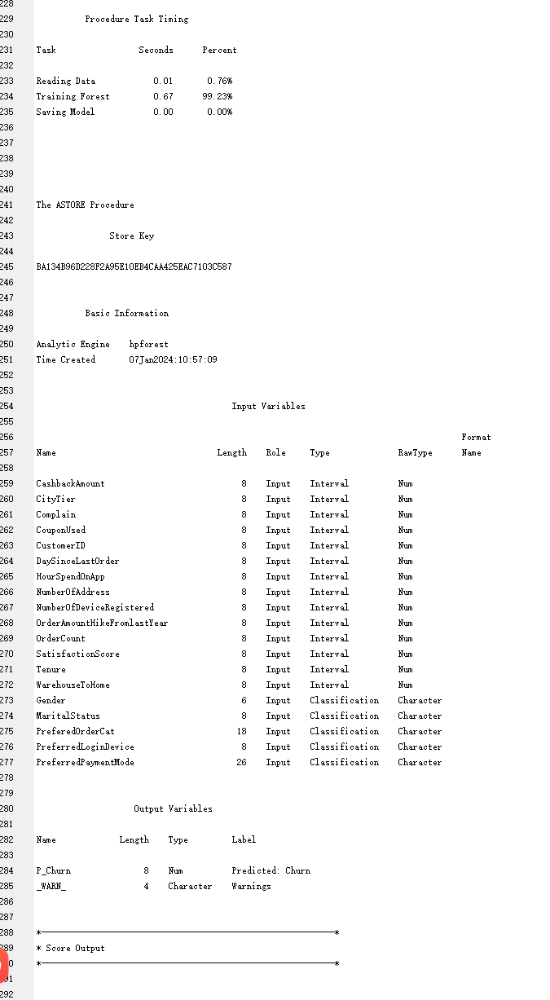 228
229 Procedure Task Timing
230
231 Task Seconds Percent
232
233 Reading Data 0.01 0.76%
234 Training Forest 0.67 99.23%
235 Saving Model 0.00 0.00%
236
237
238
239
240
241 The ASTORE Procedure
242
243 Store Key
244
245 BA134B96D228F2A95E10EB4CAA425EAC7103C587
246
247
248 Basic Information
249
250 Analytic Engine hpforest
251 Time Created 07Jan2024:10:57:09
252
253
254 Input Variables
255
256 Format
257 Name Length Role Type RawType Name
258
259 CashbackAmount 8 Input Interval Num
260 CityTier 8 Input Interval Num
261 Complain 8 Input Interval Num
262 CouponUsed 8 Input Interval Num
263 CustomerID 8 Input Interval Num
264 DaySinceLastOrder 8 Input Interval Num
265 HourSpendOnApp 8 Input Interval Num
266 NumberOfAddress 8 Input Interval Num
267 NumberOfDeviceRegistered 8 Input Interval Num
268 OrderAmountHikeFromlastYear 8 Input Interval Num
269 OrderCount 8 Input Interval Num
270 SatisfactionScore 8 Input Interval Num
271 Tenure 8 Input Interval Num
272 WarehouseToHome 8 Input Interval Num
273 Gender 6 Input Classification Character
274 MaritalStatus 8 Input Classification Character
275 PreferedOrderCat 18 Input Classification Character
276 PreferredLoginDevice 8 Input Classification Character
277 PreferredPaymentMode 26 Input Classification Character
278
279
280 Output Variables
281
282 Name Length Type Label
283
284 P_Churn 8 Num Predicted: Churn
285 _WARN_ 4 Character Warnings
286
287
288 *------------------------------------------------------------*
289 * Score Output
*------------------------------------------------------------*
292